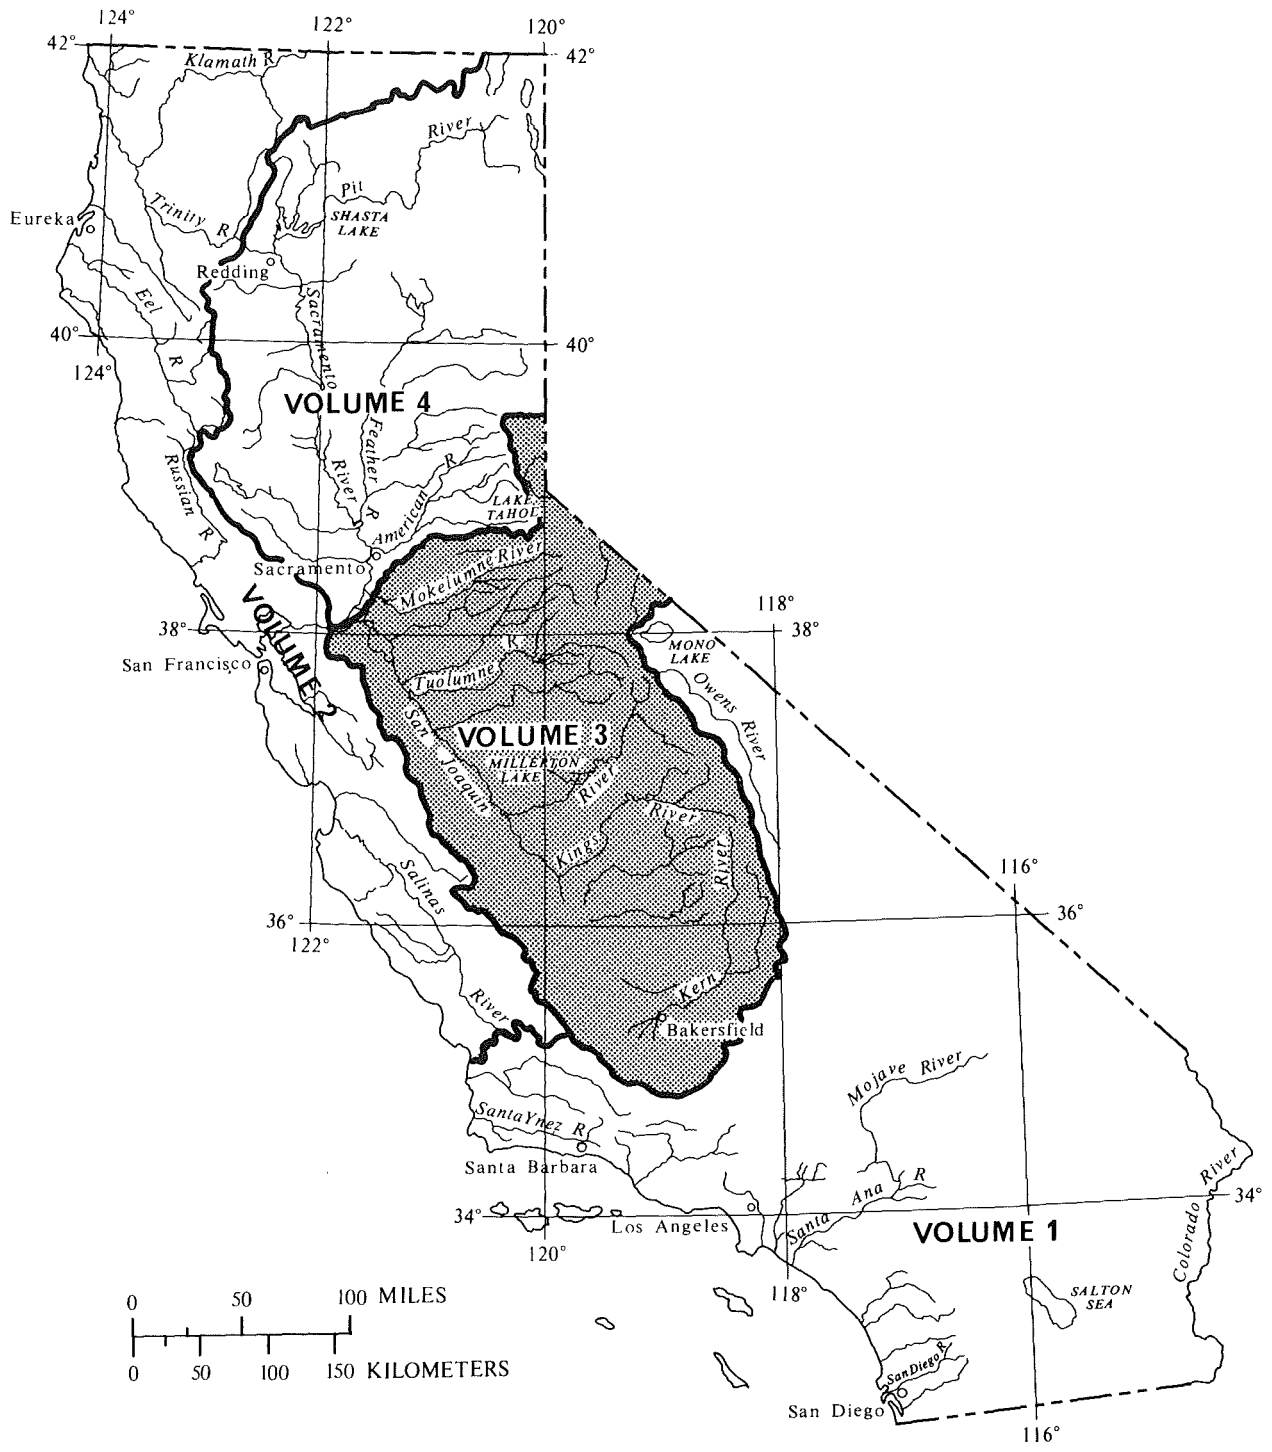 124°
122°
120°
42°
42°
Klamath R
River
Pit
SHASTA
LAKE
Trinity R
Eureka
Redding
Eel R
Sacramento River
40°
40°
124°
VOLUME 4
Feather R
Russian R
American R
LAKE
TAHOE
Sacramento
Mokelumne River
VOLUME
118°
38°
38°
San Francisco
MONO
LAKE
Tuolumne R
Owens River
San Joaquin River
VOLUME 3
MILLERTON
LAKE
Kings River
Salinas River
116°
36°
36°
122°
Kern River
Bakersfield
Mojave River
Santa Ynez R
Santa Barbara
Santa Ana R
Colorado River
34°
34°
Los Angeles
VOLUME 1
120°
118°
SALTON
SEA
0 50 100 MILES
0 50 100 150 KILOMETERS
San Diego R
San Diego
116°